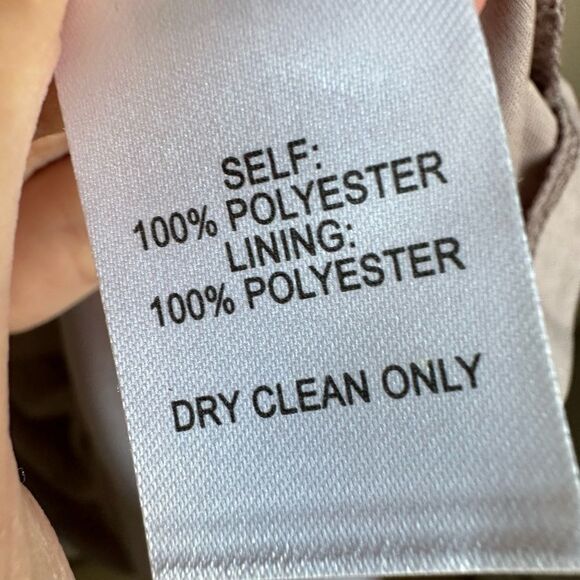 SELF:
100% POLYESTER
LINING:
100% POLYESTER
DRY CLEAN ONLY